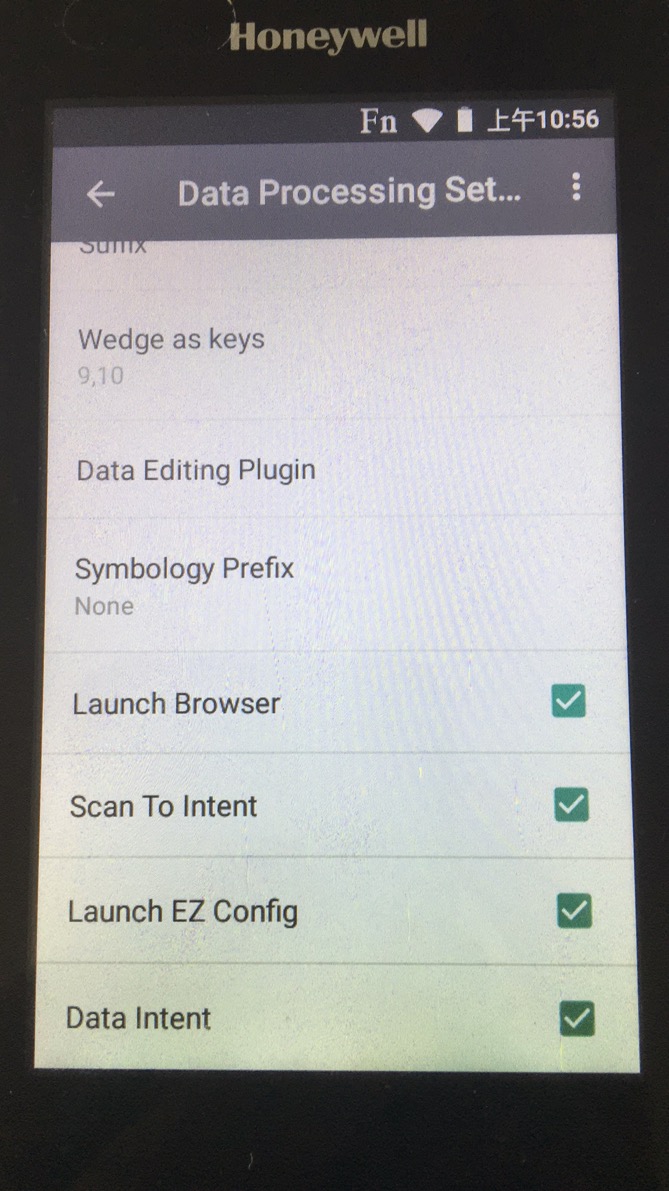 Honeywell
Fn 上午10:56
Data Processing Set...
Suffix
Wedge as keys
9,10
Data Editing Plugin
Symbology Prefix
None
Launch Browser
Scan To Intent
Launch EZ Config
Data Intent